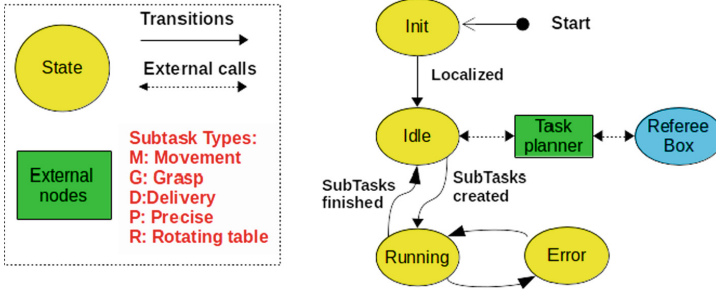 Transitions
State
External calls
External
nodes
Subtask Types:
M: Movement
G: Grasp
D:Delivery
P: Precise
R: Rotating table
Init
Start
Localized
Idle
Task
planner
Referee
Box
SubTasks
finished
SubTasks
created
Running
Error